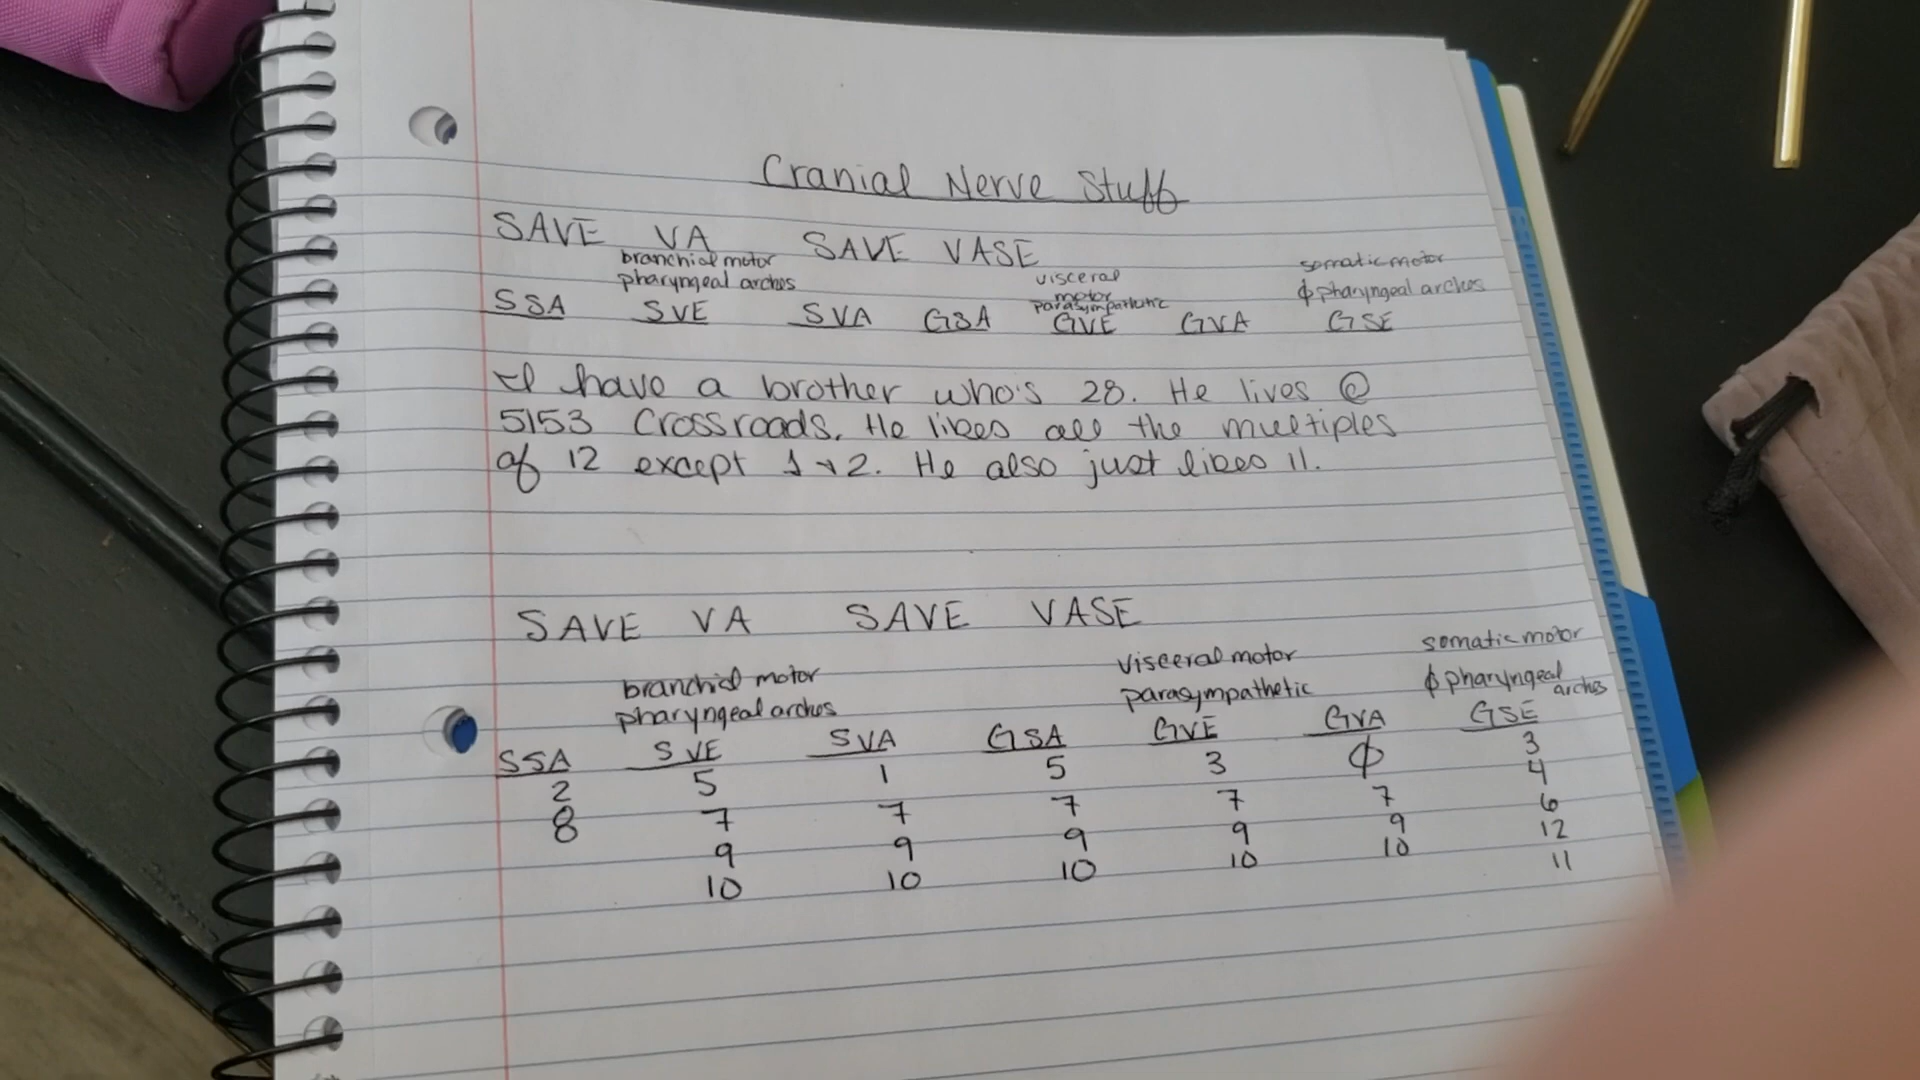 Cranial Nerve Stuff
SAVE VA SAVE VASE
branchial motor visceral somatic motor
pharyngeal arches motor ϕ pharyngeal arches
parasympathetic
SSA SVE SVA GSA GVE GVA GSE
I have a brother who's 28. He lives @
5153 Crossroads. He likes all the multiples
of 12 except 1 + 2. He also just likes 11.
SAVE VA SAVE VASE
branchial motor visceral motor somatic motor
pharyngeal arches parasympathetic ϕ pharyngeal
arches
SSA SVE SVA GSA GVE GVA GSE
2 5 1 5 3 ϕ 3
8 7 7 7 7 7 4
9 9 9 9 9 6
10 10 10 10 10 12
11